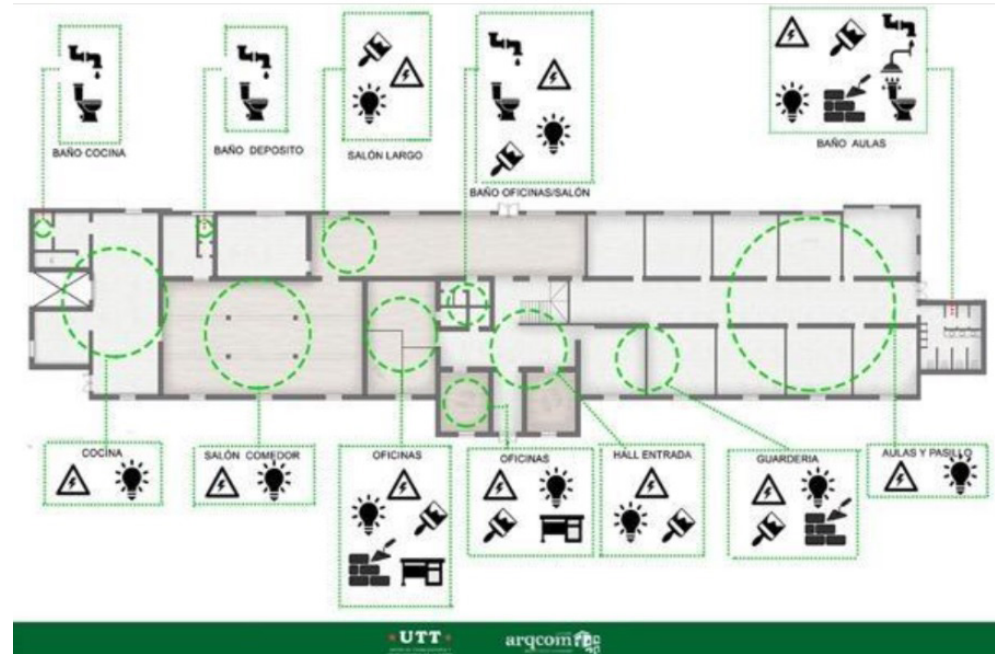 BAÑO COCINA
BAÑO DEPOSITO
SALÓN LARGO
BAÑO OFICINAS/SALÓN
BAÑO AULAS
COCINA
SALÓN COMEDOR
OFICINAS
OFICINAS
HALL ENTRADA
GUARDERIA
AULAS Y PASILLO
UTT
arqcom